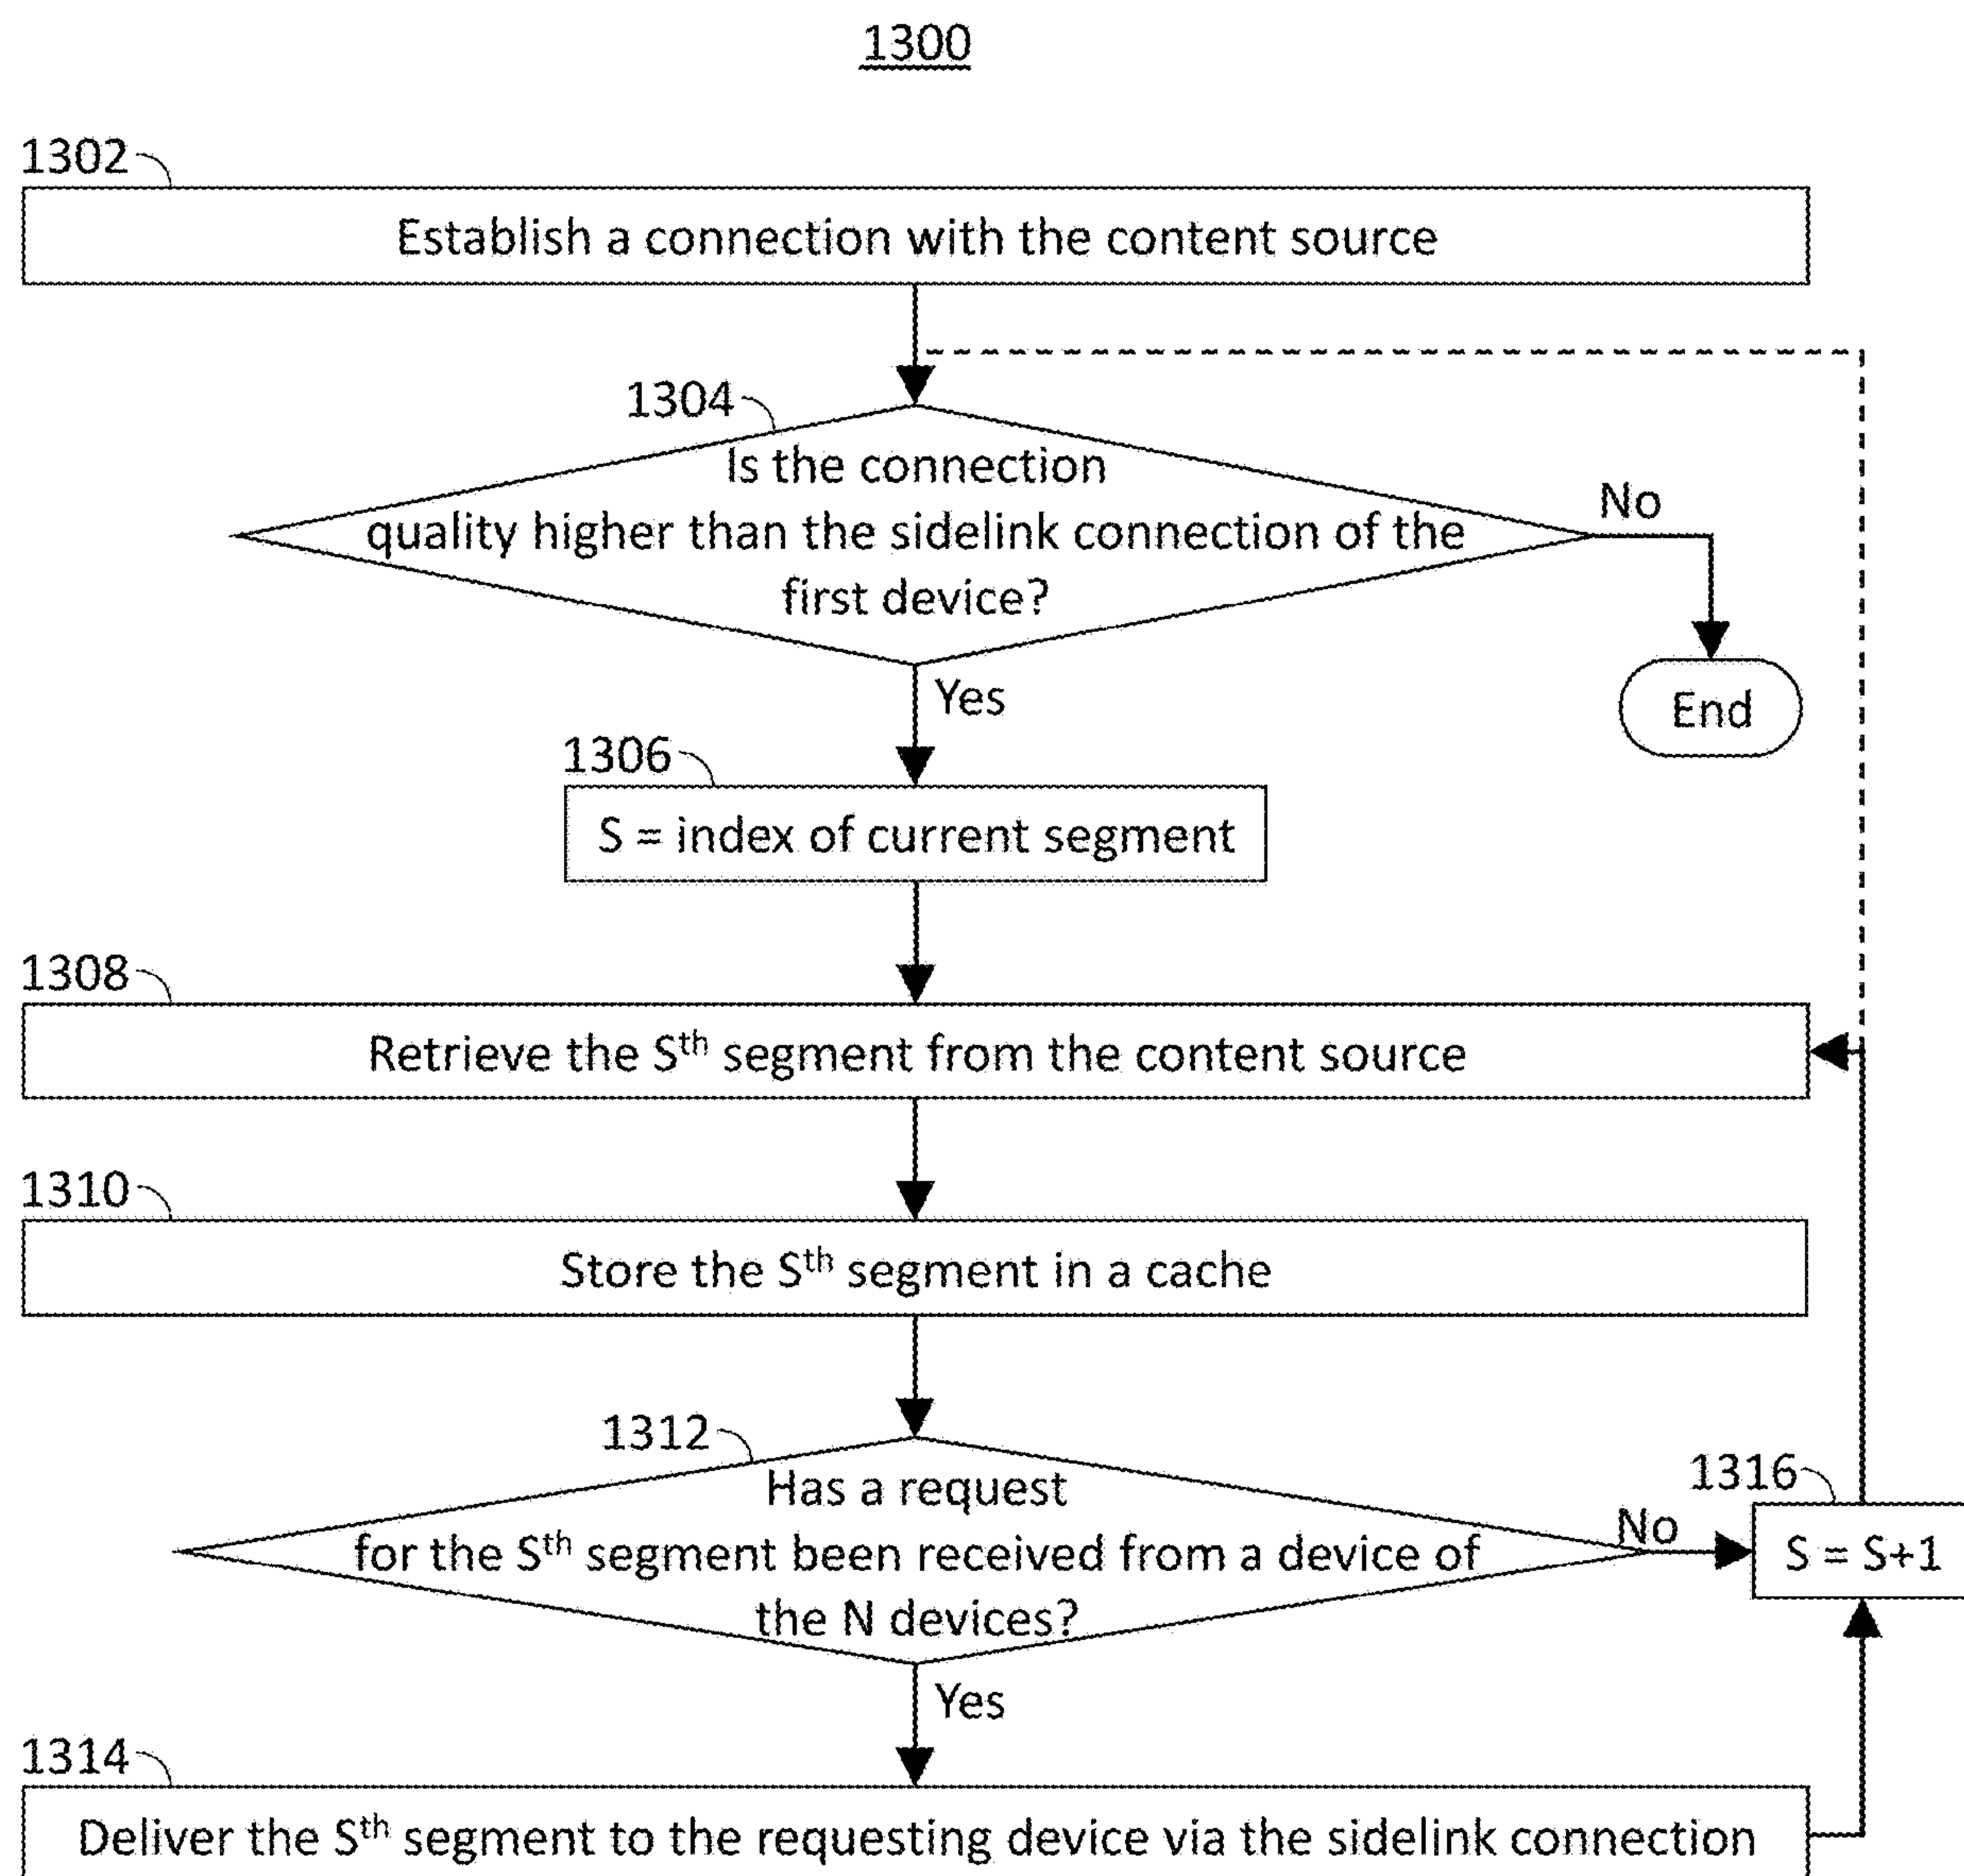 1300
1302
Establish a connection with the content source
1304
Is the connection
quality higher than the sidelink connection of the
first device?
No
End
Yes
1306
S = index of current segment
1308
Retrieve the Sth segment from the content source
1310
Store the Sth segment in a cache
1312
Has a request
for the Sth segment been received from a device of
the N devices?
No
1316
S = S+1
Yes
1314
Deliver the Sth segment to the requesting device via the sidelink connection